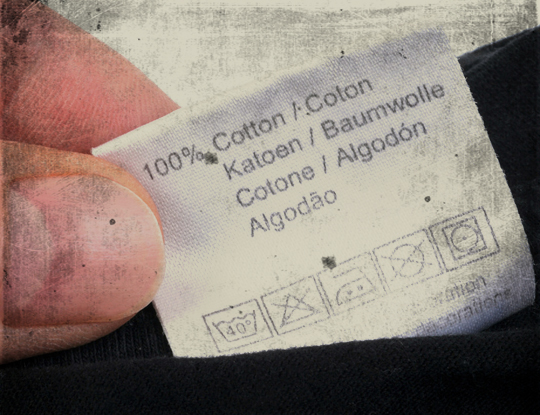 100% Cotton / Coton
Katoen / Baumwolle
Cotone / Algodón
Algodão
40°